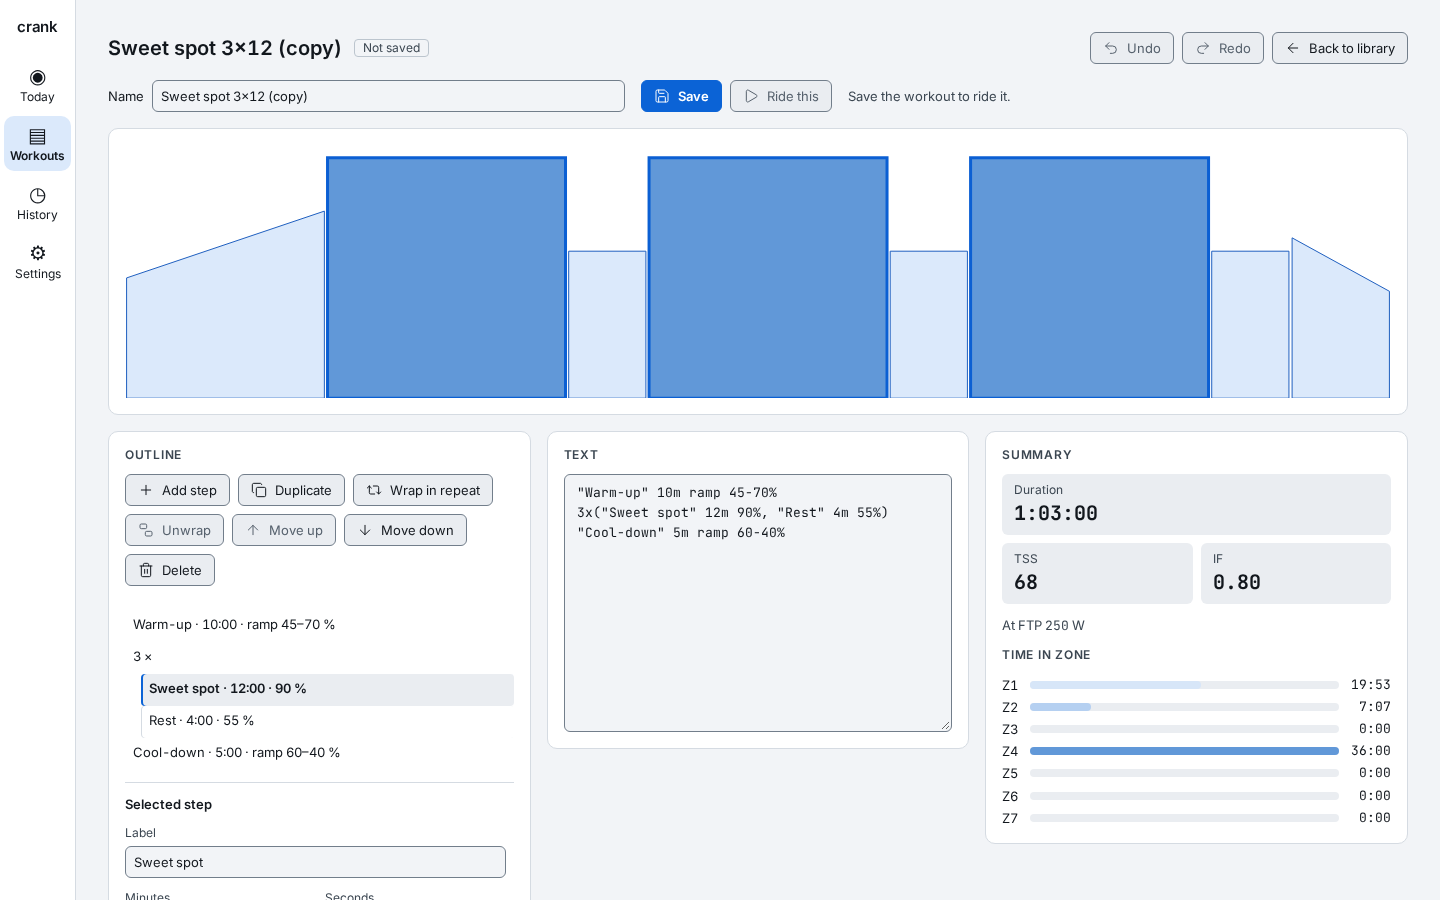 crank
Today
Workouts
History
Settings
Sweet spot 3×12 (copy)
Not saved
Undo
Redo
Back to library
Name
Sweet spot 3×12 (copy)
Save
Ride this
Save the workout to ride it.
OUTLINE
Add step
Duplicate
Wrap in repeat
Unwrap
Move up
Move down
Delete
Warm-up · 10:00 · ramp 45–70 %
3 ×
Sweet spot · 12:00 · 90 %
Rest · 4:00 · 55 %
Cool-down · 5:00 · ramp 60–40 %
Selected step
Label
Sweet spot
Minutes
Seconds
TEXT
"Warm-up" 10m ramp 45-70%
3x("Sweet spot" 12m 90%, "Rest" 4m 55%)
"Cool-down" 5m ramp 60-40%
SUMMARY
Duration
1:03:00
TSS
68
IF
0.80
At FTP 250 W
TIME IN ZONE
Z1 19:53
Z2 7:07
Z3 0:00
Z4 36:00
Z5 0:00
Z6 0:00
Z7 0:00